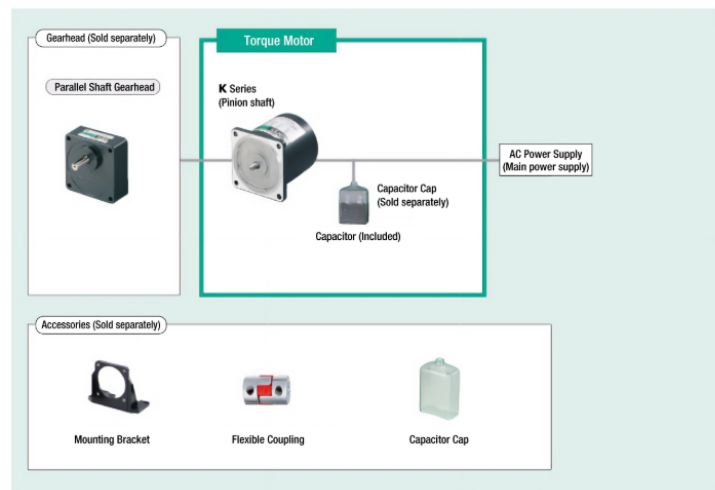 Gearhead (Sold separately)
Parallel Shaft Gearhead
Torque Motor
K Series
(Pinion shaft)
AC Power Supply
(Main power supply)
Capacitor Cap
(Sold separately)
Capacitor (Included)
Accessories (Sold separately)
Mounting Bracket
Flexible Coupling
Capacitor Cap